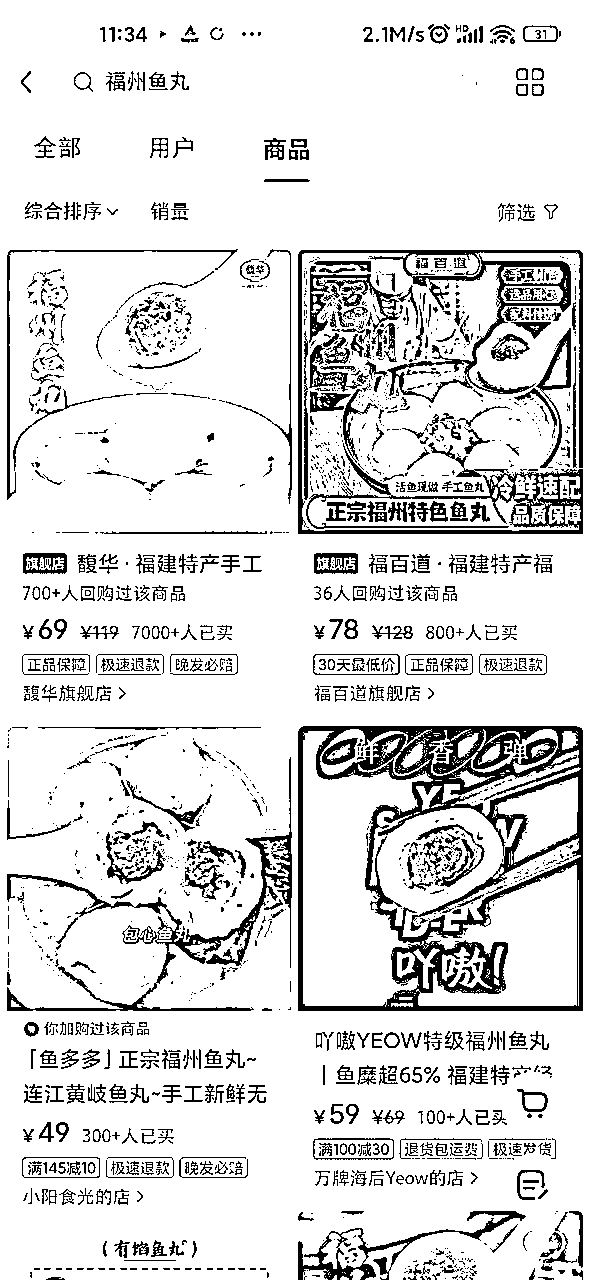 11:34
2.1M/s
HD
31
福州鱼丸
全部
用户
商品
综合排序
销量
筛选
福州鱼丸
馥华
福百道
正宗福州特色鱼丸
活鱼现做 手工鱼丸
冷鲜速配
品质保障
旗舰店 馥华·福建特产手工
700+人回购过该商品
¥69 ¥119 7000+人已买
正品保障 极速退款 晚发必赔
馥华旗舰店
旗舰店 福百道·福建特产福
36人回购过该商品
¥78 ¥128 800+人已买
30天最低价 正品保障 极速退款
福百道旗舰店
包心鱼丸
你加购过该商品
「鱼多多」正宗福州鱼丸~
连江黄岐鱼丸~手工新鲜无
¥49 300+人已买
满145减10 极速退款 晚发必赔
小阳食光的店
鲜 香 弹
吖嗷!
吖嗷YEOW特级福州鱼丸
| 鱼糜超65% 福建特
¥59 ¥69 100+人已买
满100减30 退货包运费 极速发货
万牌海后Yeow的店
(有馅鱼丸)